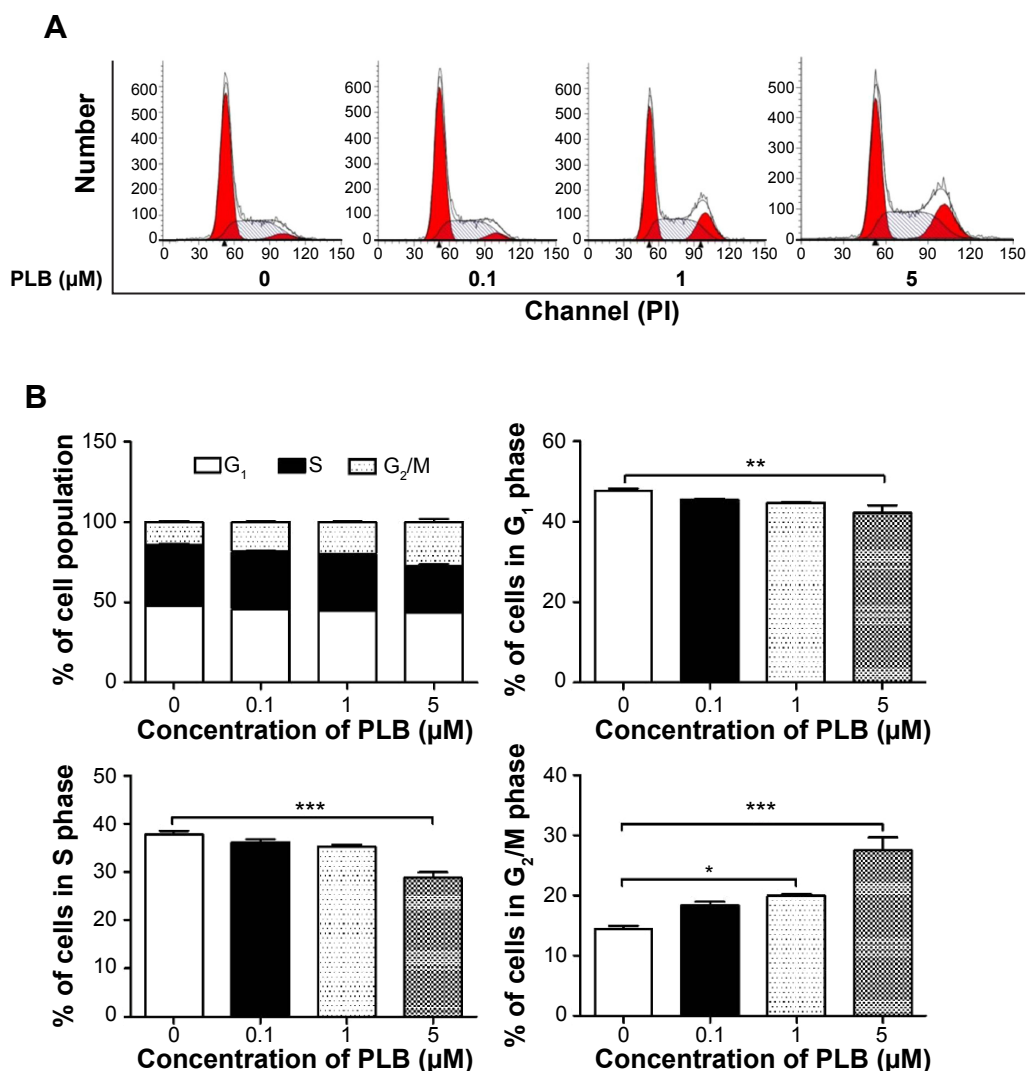 A
Number
600
500
400
300
200
100
0
0 30 60 90 120 150
600
500
400
300
200
100
0
0 30 60 90 120 150
600
500
400
300
200
100
0
0 30 60 90 120 150
500
400
300
200
100
0
0 30 60 90 120 150
PLB (µM) 0 0.1 1 5
Channel (PI)
B
% of cell population
150
100
50
0
G₁ S G₂/M
0 0.1 1 5
Concentration of PLB (µM)
% of cells in G₁ phase
60
40
20
0
**
0 0.1 1 5
Concentration of PLB (µM)
% of cells in S phase
50
40
30
20
10
0
***
0 0.1 1 5
Concentration of PLB (µM)
% of cells in G₂/M phase
40
30
20
10
0
***
*
0 0.1 1 5
Concentration of PLB (µM)